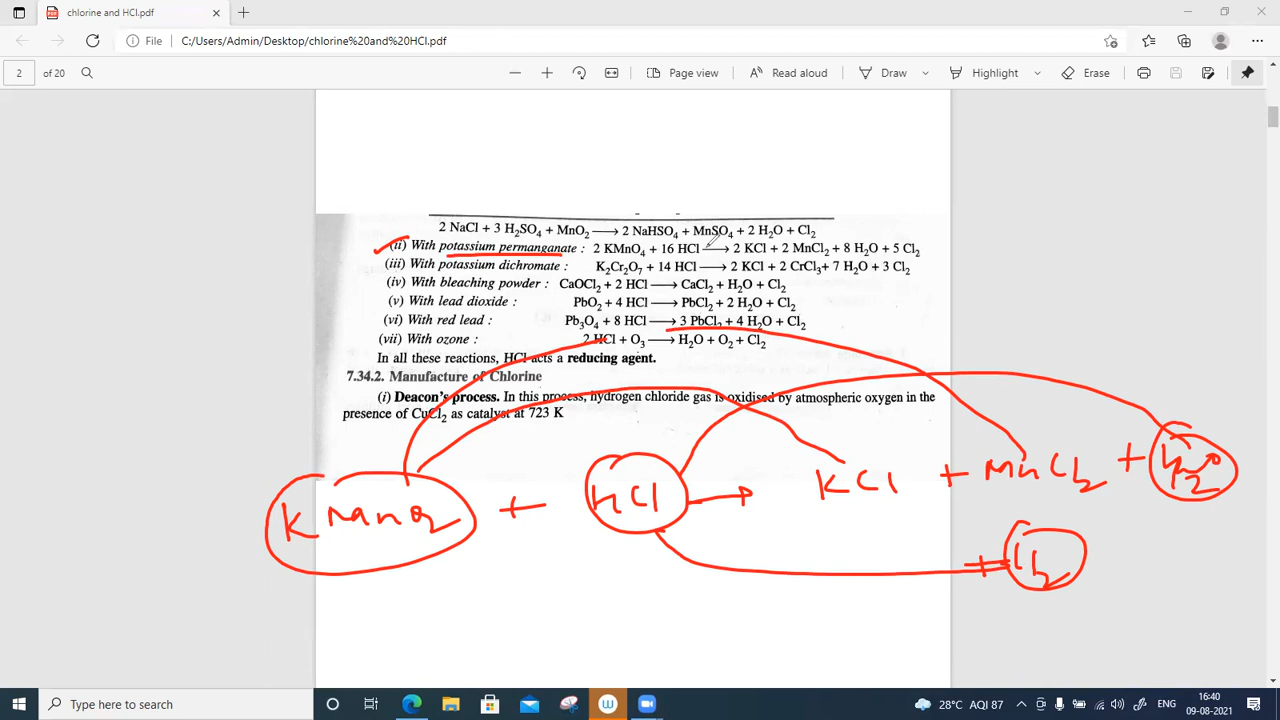 chlorine and HCl.pdf
File C:/Users/Admin/Desktop/chlorine%20and%20HCl.pdf
2 of 20 Page view Read aloud Draw Highlight Erase
2 NaCl + 3 H₂SO₄ + MnO₂ ⟶ 2 NaHSO₄ + MnSO₄ + 2 H₂O + Cl₂
(ii) With potassium permanganate : 2 KMnO₄ + 16 HCl ⟶ 2 KCl + 2 MnCl₂ + 8 H₂O + 5 Cl₂
(iii) With potassium dichromate : K₂Cr₂O₇ + 14 HCl ⟶ 2 KCl + 2 CrCl₃ + 7 H₂O + 3 Cl₂
(iv) With bleaching powder : CaOCl₂ + 2 HCl ⟶ CaCl₂ + H₂O + Cl₂
(v) With lead dioxide : PbO₂ + 4 HCl ⟶ PbCl₂ + 2 H₂O + Cl₂
(vi) With red lead : Pb₃O₄ + 8 HCl ⟶ 3 PbCl₂ + 4 H₂O + Cl₂
(vii) With ozone : 2 HCl + O₃ ⟶ H₂O + O₂ + Cl₂
In all these reactions, HCl acts a reducing agent.
7.34.2. Manufacture of Chlorine
(i) Deacon's process. In this process, hydrogen chloride gas is oxidised by atmospheric oxygen in the
presence of CuCl₂ as catalyst at 723 K
+ HCl → KCl + MnCl₂ +
+ Cl₂
Type here to search 28°C AQI 87 16:40
09-08-2021